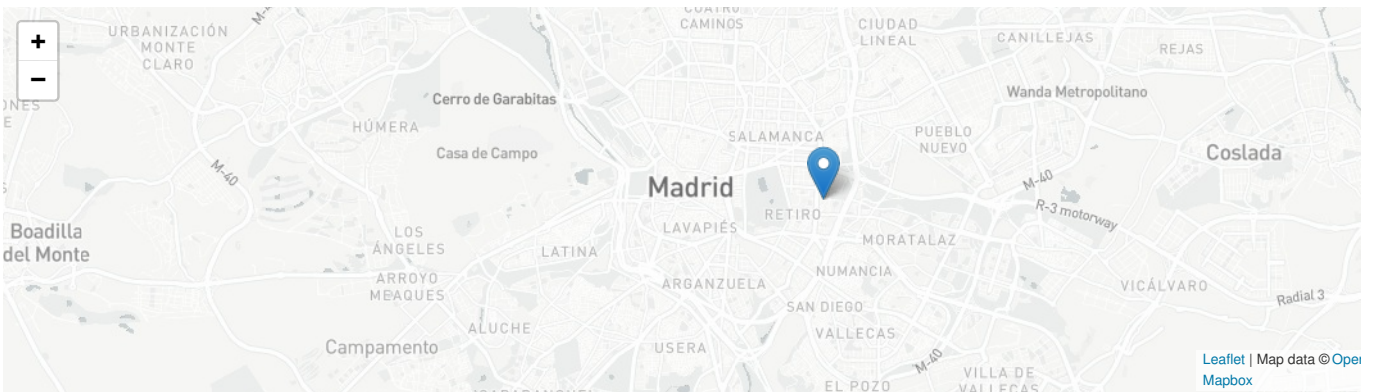 +
−
URBANIZACIÓN
MONTE
CLARO
CUATRO
CAMINOS
CIUDAD
LINEAL
CANILLEJAS
REJAS
Cerro de Garabitas
Wanda Metropolitano
HÚMERA
SALAMANCA
PUEBLO
NUEVO
Casa de Campo
Coslada
M-40
Madrid
M-40
R-3 motorway
RETIRO
LAVAPIÉS
Boadilla
del Monte
LOS
ÁNGELES
LATINA
MORATALAZ
ARROYO
MEAQUES
NUMANCIA
ARGANZUELA
VICÁLVARO
Radial 3
SAN DIEGO
ALUCHE
VALLECAS
Campamento
USERA
M-40
VILLA DE
VALLECAS
EL POZO
Leaflet | Map data © Open
Mapbox